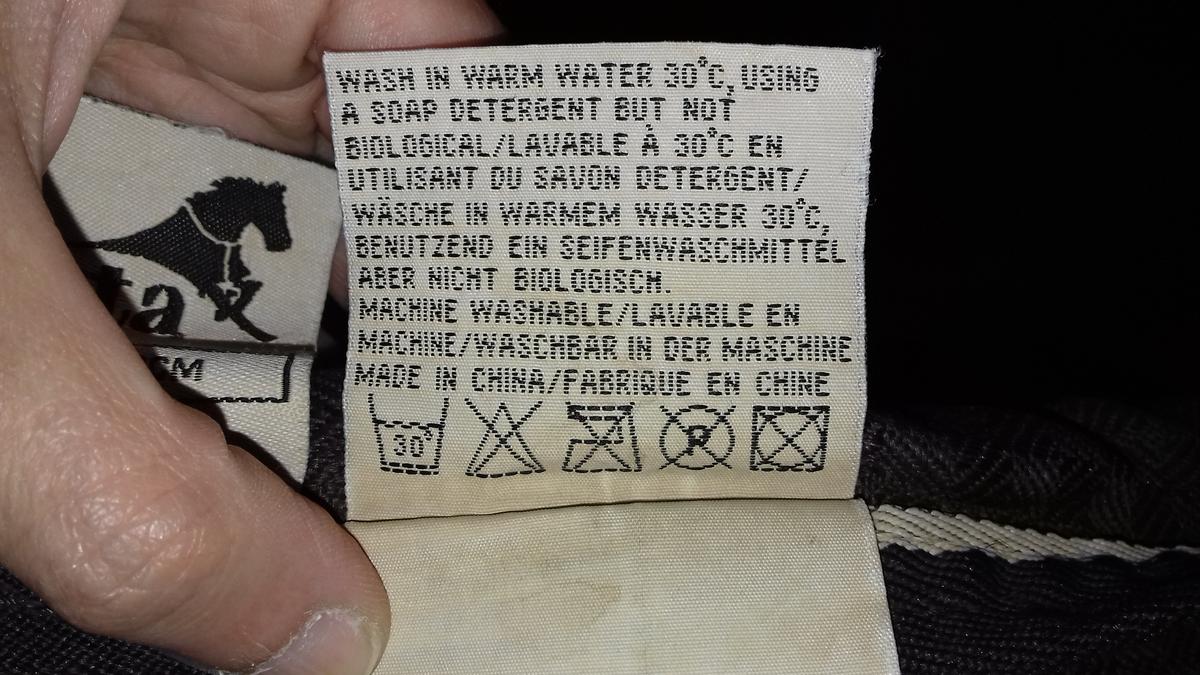 WASH IN WARM WATER 30°C, USING
A SOAP DETERGENT BUT NOT
BIOLOGICAL/LAVABLE À 30°C EN
UTILISANT DU SAVON DETERGENT/
WÄSCHE IN WARMEM WASSER 30°C,
BENUTZEND EIN SEIFENWASCHMITTEL
ABER NICHT BIOLOGISCH.
MACHINE WASHABLE/LAVABLE EN
MACHINE/WASCHBAR IN DER MASCHINE
MADE IN CHINA/FABRIQUE EN CHINE
30° P
CM